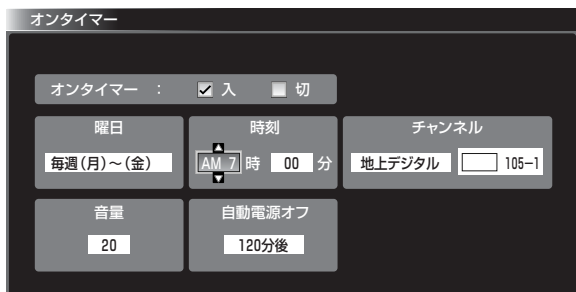 オンタイマー
オンタイマー : 入 切
曜日 時刻 チャンネル
毎週(月)~(金) AM 7 時 00 分 地上デジタル 105-1
音量 自動電源オフ
20 120分後